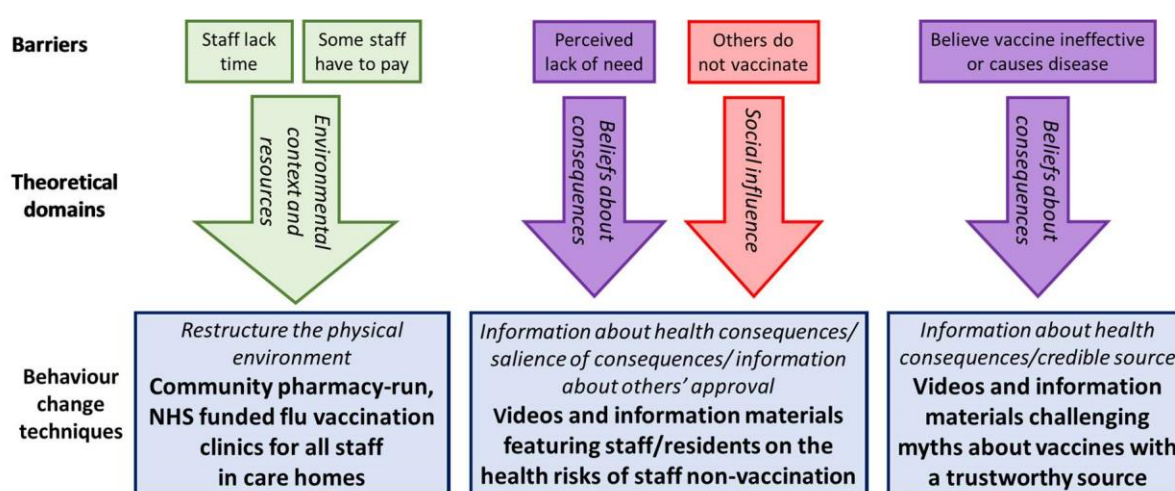 Barriers
Staff lack
time
Some staff
have to pay
Perceived
lack of need
Others do
not vaccinate
Believe vaccine ineffective
or causes disease
Theoretical
domains
Environmental
context and
resources
Beliefs about
consequences
Social influence
Beliefs about
consequences
Behaviour
change
techniques
Restructure the physical
environment
Community pharmacy-run,
NHS funded flu vaccination
clinics for all staff
in care homes
Information about health consequences/
salience of consequences/ information
about others’ approval
Videos and information materials
featuring staff/residents on the
health risks of staff non-vaccination
Information about health
consequences/credible source
Videos and information
materials challenging
myths about vaccines with
a trustworthy source